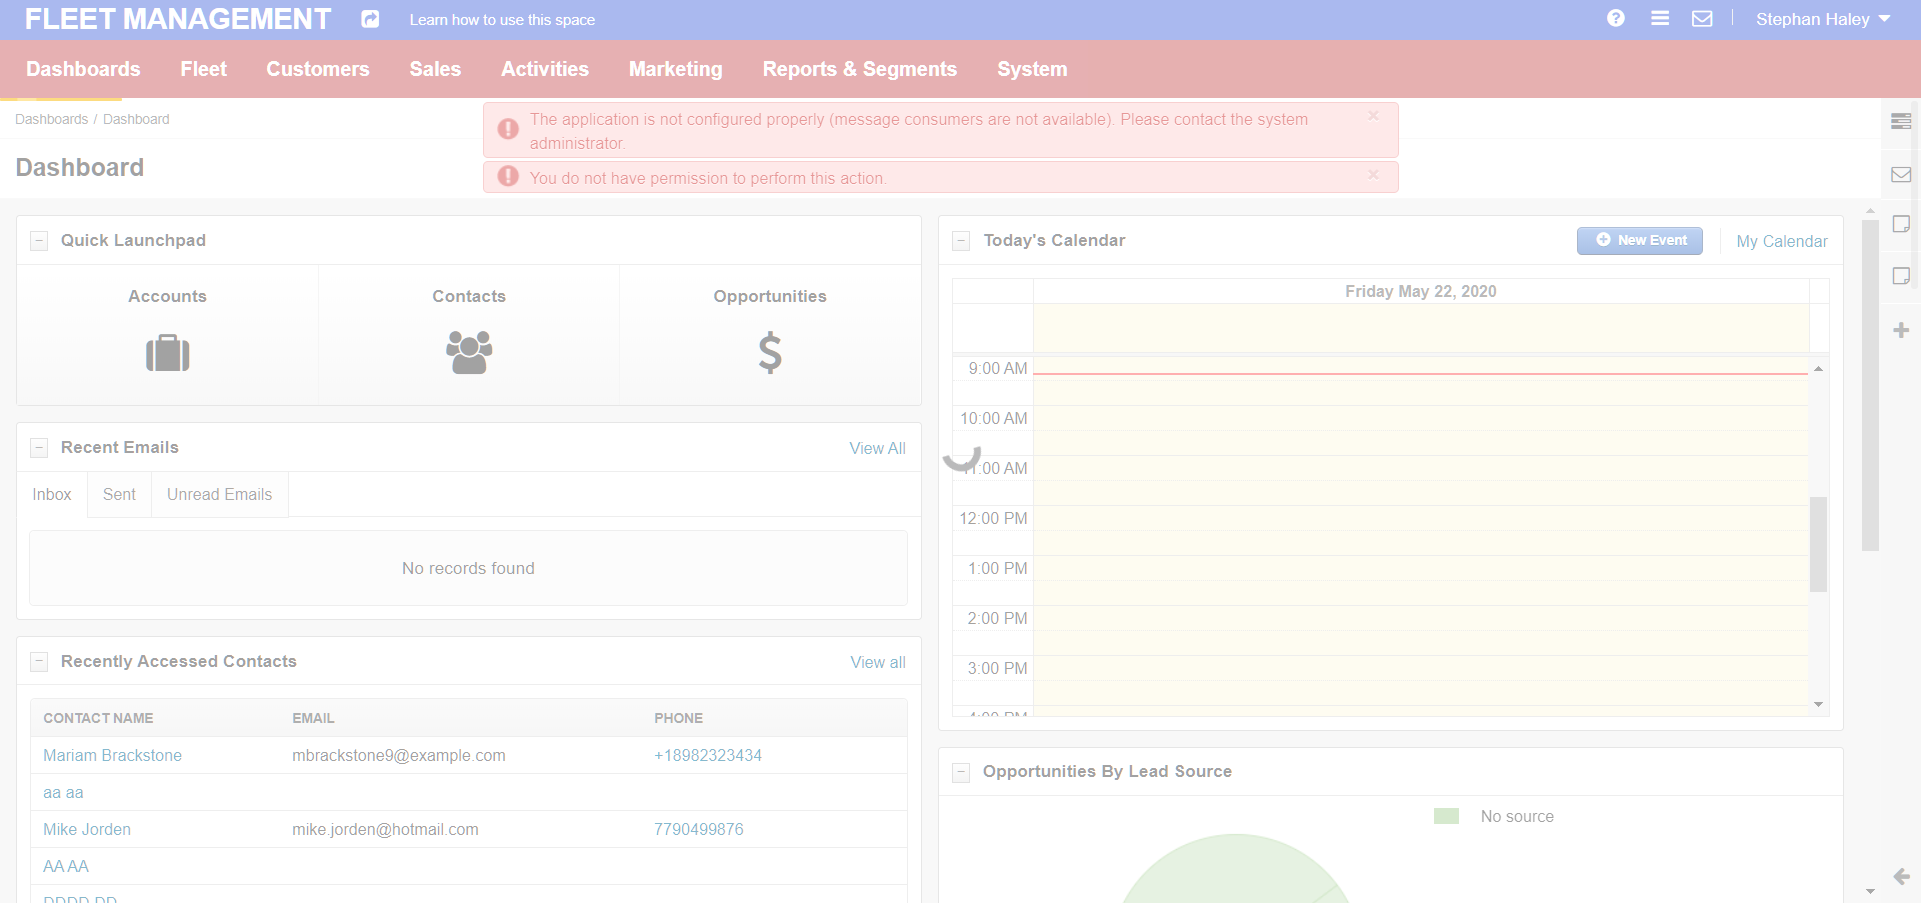 FLEET MANAGEMENT
Learn how to use this space
Stephan Haley
Dashboards Fleet Customers Sales Activities Marketing Reports & Segments System
Dashboards / Dashboard
The application is not configured properly (message consumers are not available). Please contact the system
administrator.
×
You do not have permission to perform this action.
×
Dashboard
Quick Launchpad
Accounts
Contacts
Opportunities
Recent Emails
View All
Inbox
Sent
Unread Emails
No records found
Recently Accessed Contacts
View all
CONTACT NAME EMAIL PHONE
Mariam Brackstone mbrackstone9@example.com +18982323434
aa aa
Mike Jorden mike.jorden@hotmail.com 7790499876
AA AA
DDDD DD
Today's Calendar
New Event
My Calendar
Friday May 22, 2020
9:00 AM
10:00 AM
11:00 AM
12:00 PM
1:00 PM
2:00 PM
3:00 PM
4:00 PM
Opportunities By Lead Source
No source